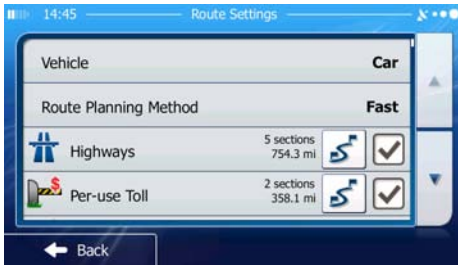 14:45 Route Settings
Vehicle Car
Route Planning Method Fast
Highways 5 sections 754.3 mi
$ Per-use Toll 2 sections 358.1 mi
Back